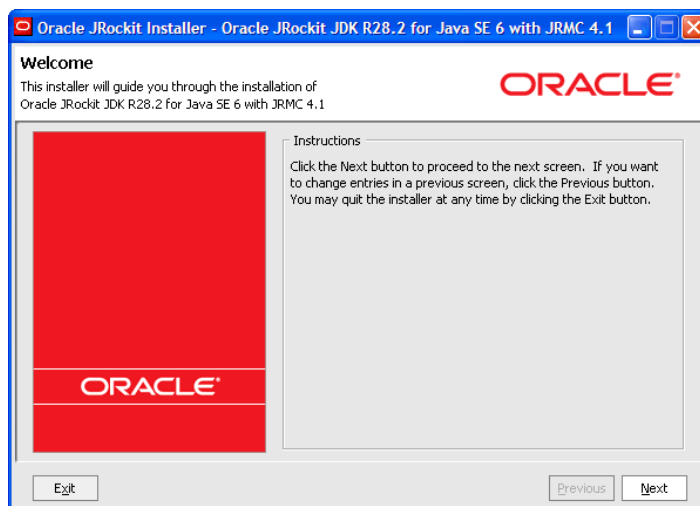 Oracle JRockit Installer - Oracle JRockit JDK R28.2 for Java SE 6 with JRMC 4.1
Welcome
This installer will guide you through the installation of
Oracle JRockit JDK R28.2 for Java SE 6 with JRMC 4.1
ORACLE®
Instructions
Click the Next button to proceed to the next screen.  If you want
to change entries in a previous screen, click the Previous button.
You may quit the installer at any time by clicking the Exit button.
ORACLE®
Exit
Previous
Next